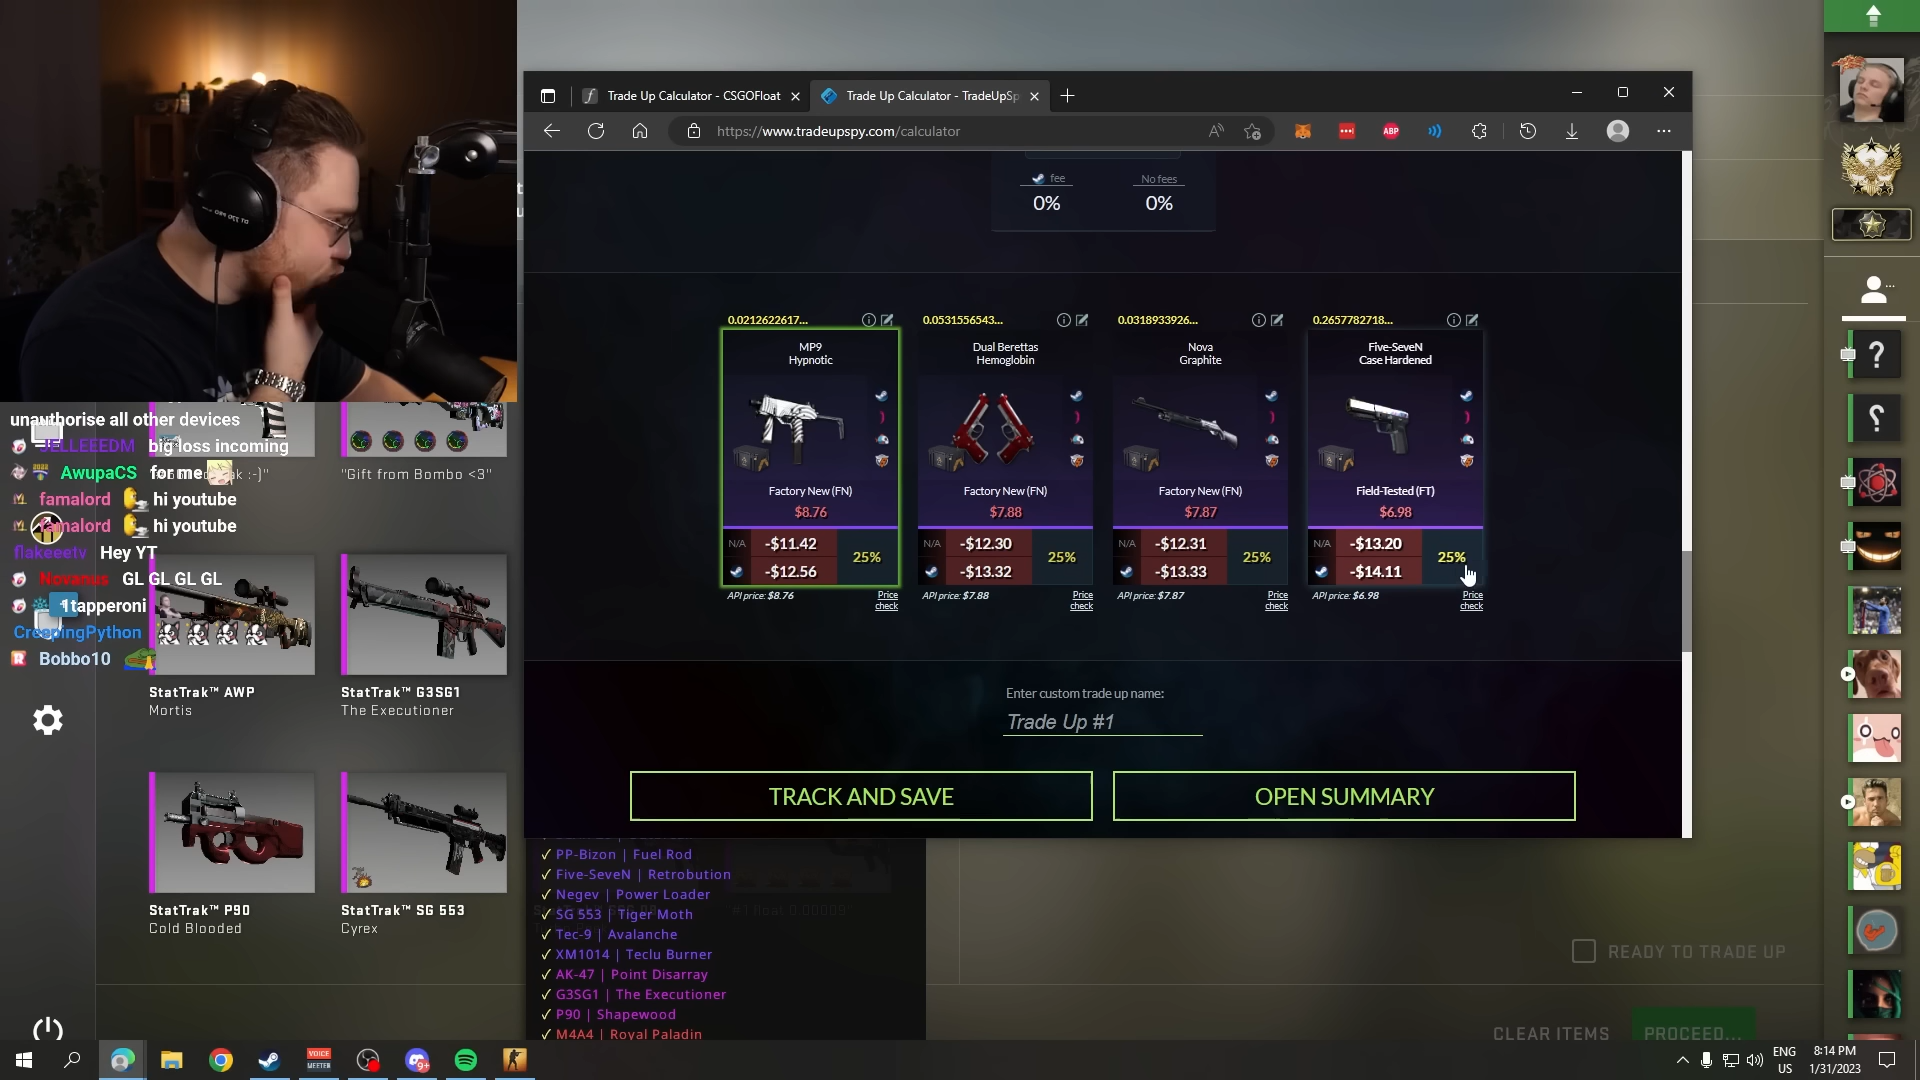 Trade Up Calculator - CSGOFloat
Trade Up Calculator - TradeUpSp
https://www.tradeupspy.com/calculator
ABP
fee
No fees
0%
0%
0.0212622617...
0.0531556543...
0.0318933926...
0.2657782718...
MP9
Hypnotic
Dual Berettas
Hemoglobin
Nova
Graphite
Five-SeveN
Case Hardened
Factory New (FN)
$8.76
Factory New (FN)
$7.88
Factory New (FN)
$7.87
Field-Tested (FT)
$6.98
N/A
-$11.42
-$12.56
25%
N/A
-$12.30
-$13.32
25%
N/A
-$12.31
-$13.33
25%
N/A
-$13.20
-$14.11
25%
API price: $8.76
Price check
API price: $7.88
Price check
API price: $7.87
Price check
API price: $6.98
Price check
Enter custom trade up name:
Trade Up #1
TRACK AND SAVE
OPEN SUMMARY
unauthorise all other devices
JELLEEEDM big loss incoming
AwupaCS for me
famalord hi youtube
famalord hi youtube
flakeeetv Hey YT
Novanus GL GL GL GL
1tapperoni
CreepingPython
Bobbo10
"Gift from Bombo <3"
StatTrak™ AWP
Mortis
StatTrak™ G3SG1
The Executioner
StatTrak™ P90
Cold Blooded
StatTrak™ SG 553
Cyrex
✓ PP-Bizon | Fuel Rod
✓ Five-SeveN | Retrobution
✓ Negev | Power Loader
✓ SG 553 | Tiger Moth
✓ Tec-9 | Avalanche
✓ XM1014 | Teclu Burner
✓ AK-47 | Point Disarray
✓ G3SG1 | The Executioner
✓ P90 | Shapewood
✓ M4A4 | Royal Paladin
READY TO TRADE UP
CLEAR ITEMS
PROCEED...
VOICE
MEETER
9+
ENG
US
8:14 PM
1/31/2023